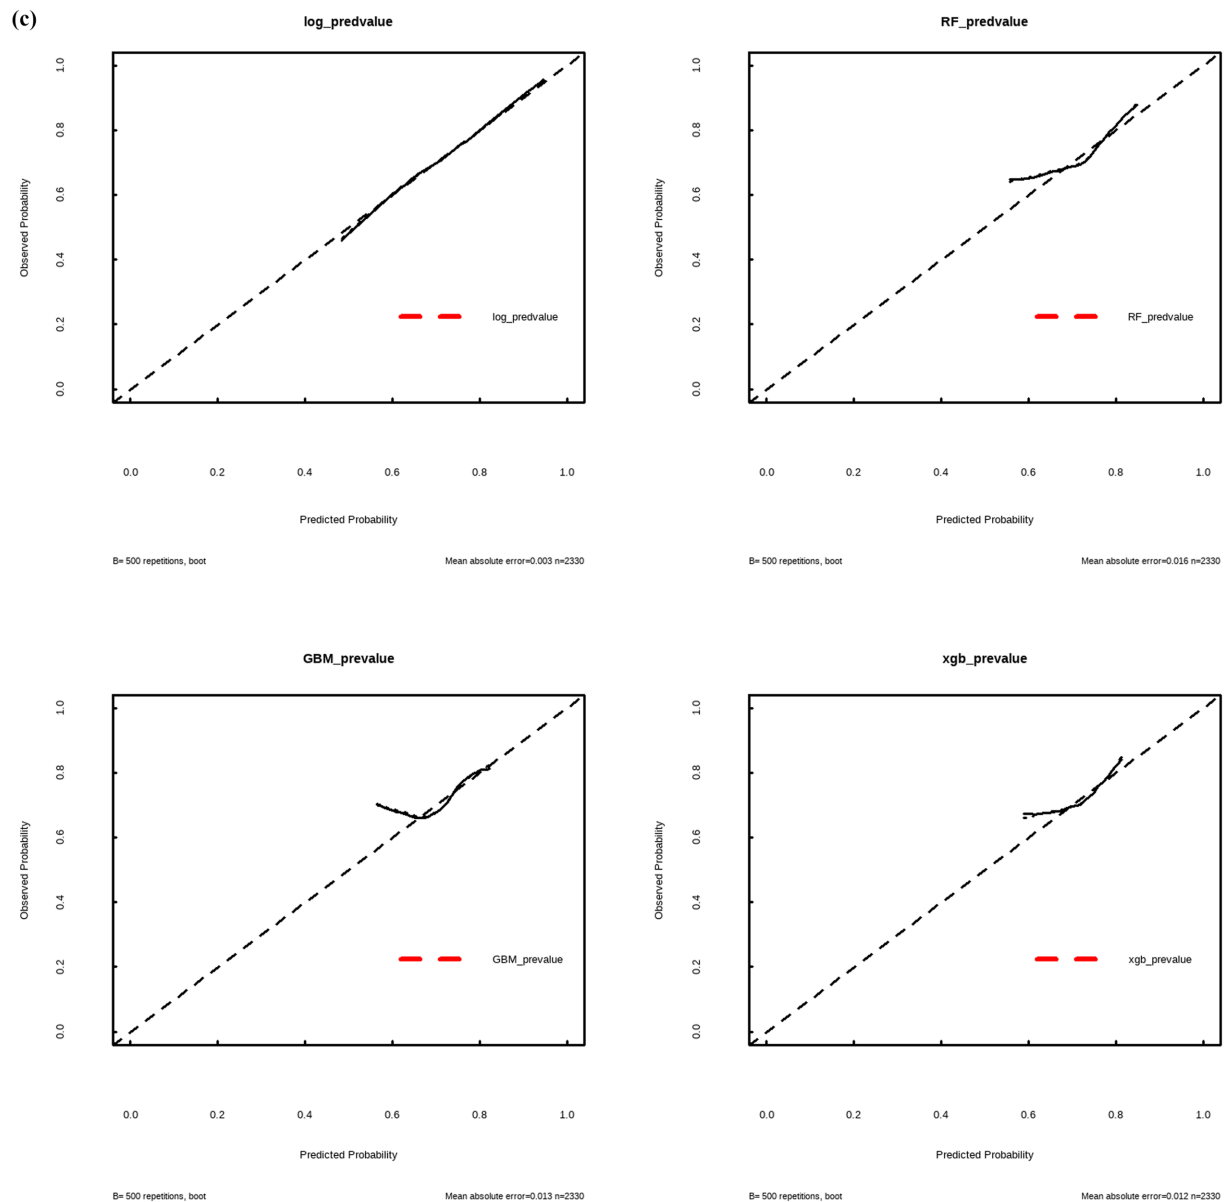 (c)
log_predvalue
Observed Probability
1.0
0.8
0.6
0.4
0.2
0.0
log_predvalue
0.0 0.2 0.4 0.6 0.8 1.0
Predicted Probability
B= 500 repetitions, boot
Mean absolute error=0.003 n=2330
RF_predvalue
Observed Probability
1.0
0.8
0.6
0.4
0.2
0.0
RF_predvalue
0.0 0.2 0.4 0.6 0.8 1.0
Predicted Probability
B= 500 repetitions, boot
Mean absolute error=0.016 n=2330
GBM_prevalue
Observed Probability
1.0
0.8
0.6
0.4
0.2
0.0
GBM_prevalue
0.0 0.2 0.4 0.6 0.8 1.0
Predicted Probability
B= 500 repetitions, boot
Mean absolute error=0.013 n=2330
xgb_prevalue
Observed Probability
1.0
0.8
0.6
0.4
0.2
0.0
xgb_prevalue
0.0 0.2 0.4 0.6 0.8 1.0
Predicted Probability
B= 500 repetitions, boot
Mean absolute error=0.012 n=2330